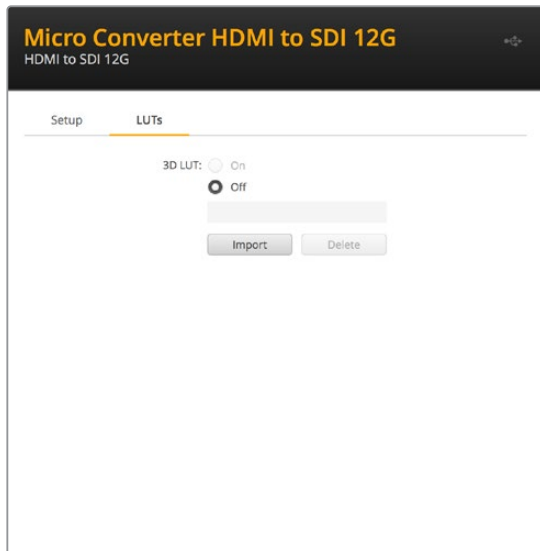 Micro Converter HDMI to SDI 12G
HDMI to SDI 12G
Setup LUTs
3D LUT: On
Off
Import Delete